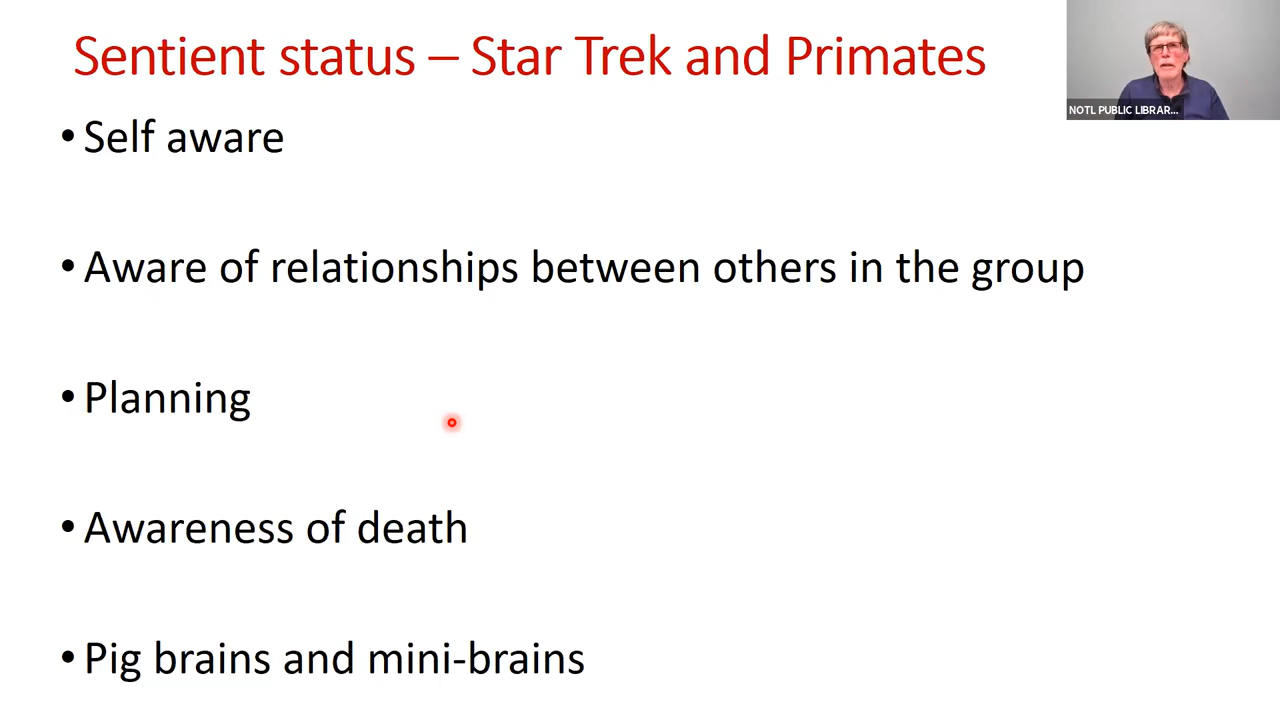 Sentient status – Star Trek and Primates
NOTL PUBLIC LIBRAR...
• Self aware
• Aware of relationships between others in the group
• Planning
• Awareness of death
• Pig brains and mini-brains